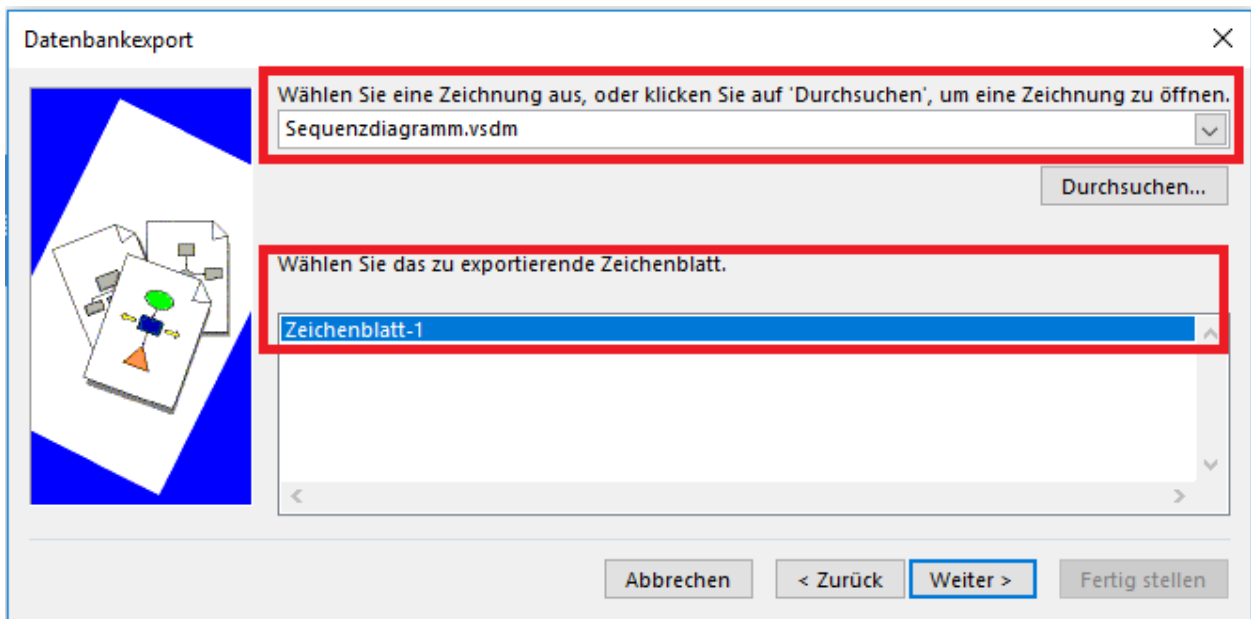 Datenbankexport
Wählen Sie eine Zeichnung aus, oder klicken Sie auf 'Durchsuchen', um eine Zeichnung zu öffnen.
Sequenzdiagramm.vsdm
Durchsuchen...
Wählen Sie das zu exportierende Zeichenblatt.
Zeichenblatt-1
Abbrechen
< Zurück
Weiter >
Fertig stellen